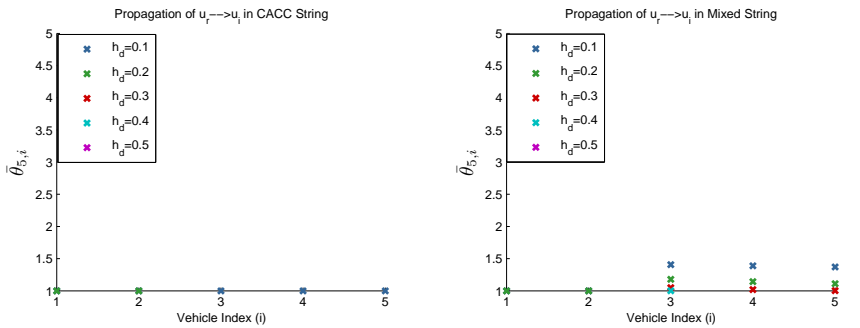 Propagation of u_r−−>u_i in CACC String
5
4.5
4
3.5
3
2.5
2
1.5
1
θ̄_{5,i}
h_d=0.1
h_d=0.2
h_d=0.3
h_d=0.4
h_d=0.5
1 2 3 4 5
Vehicle Index (i)
Propagation of u_r−−>u_i in Mixed String
5
4.5
4
3.5
3
2.5
2
1.5
1
θ̄_{5,i}
h_d=0.1
h_d=0.2
h_d=0.3
h_d=0.4
h_d=0.5
1 2 3 4 5
Vehicle Index (i)